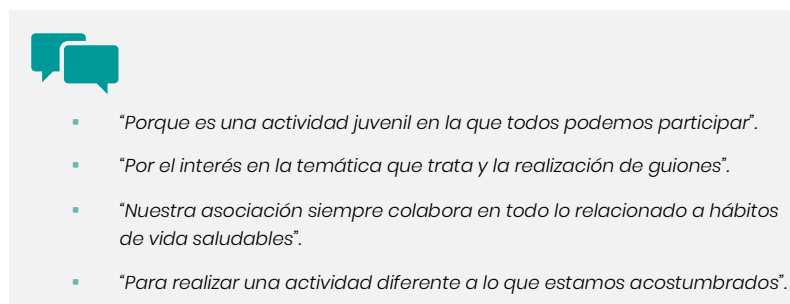 “Porque es una actividad juvenil en la que todos podemos participar”.
“Por el interés en la temática que trata y la realización de guiones”.
“Nuestra asociación siempre colabora en todo lo relacionado a hábitos
de vida saludables”.
“Para realizar una actividad diferente a lo que estamos acostumbrados”.